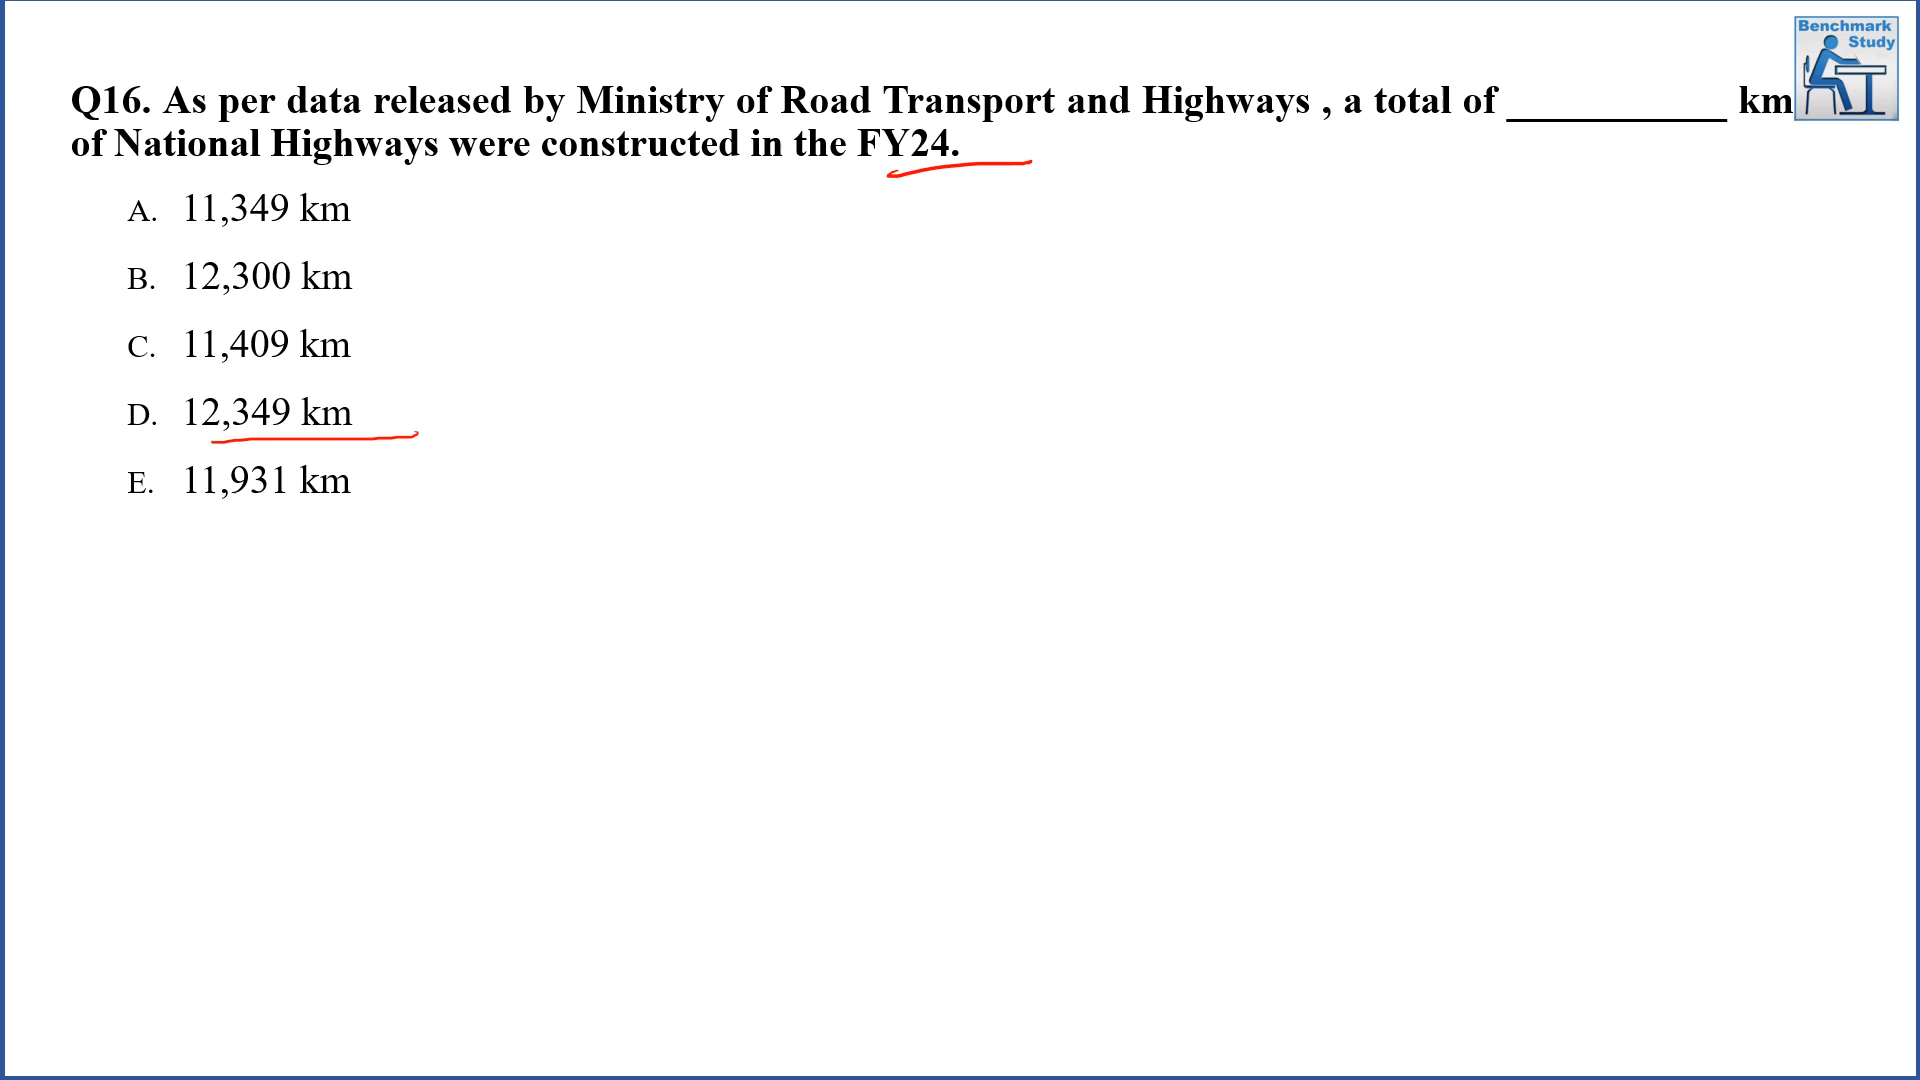 Benchmark
Study
Q16. As per data released by Ministry of Road Transport and Highways , a total of ___________ km
of National Highways were constructed in the FY24.
A. 11,349 km
B. 12,300 km
C. 11,409 km
D. 12,349 km
E. 11,931 km